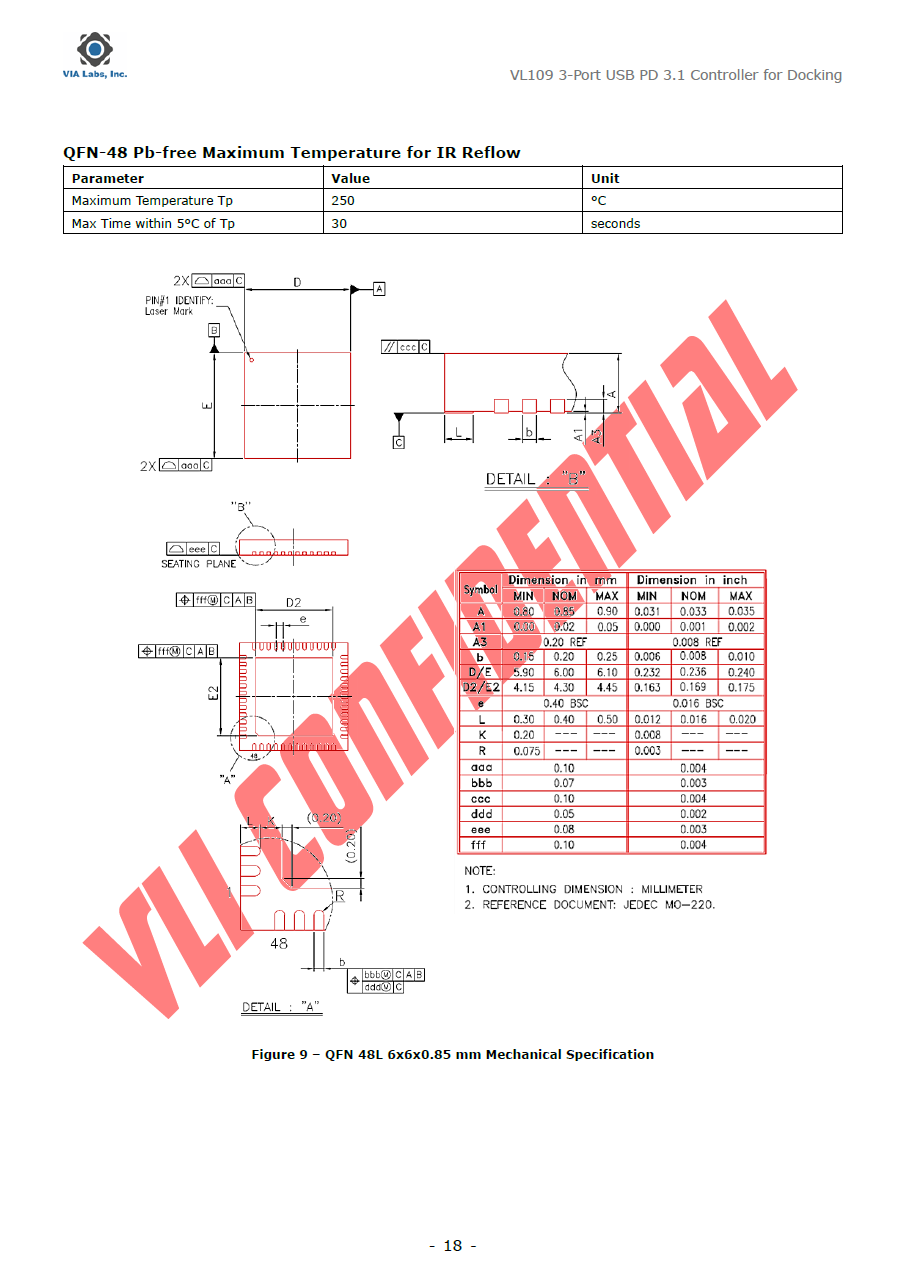 VIA Labs, Inc.
VL109 3-Port USB PD 3.1 Controller for Docking
QFN-48 Pb-free Maximum Temperature for IR Reflow
Parameter Value Unit
Maximum Temperature Tp 250 °C
Max Time within 5°C of Tp 30 seconds
2X aaa C
D
A
PIN#1 IDENTIFY:
Laser Mark
B
E
2X aaa C
// ccc C
A
C
L
b
A1
A3
DETAIL : "B"
"B"
eee C
SEATING PLANE
fffⓂ C A B
D2
e
fffⓂ C A B
E2
48
"A"
L K (0.20)
(0.20)
1
R
48
b
bbbⓂ C A B
dddⓂ C
DETAIL : "A"
Symbol Dimension in mm Dimension in inch
MIN NOM MAX MIN NOM MAX
A 0.80 0.85 0.90 0.031 0.033 0.035
A1 0.00 0.02 0.05 0.000 0.001 0.002
A3 0.20 REF 0.008 REF
b 0.15 0.20 0.25 0.006 0.008 0.010
D/E 5.90 6.00 6.10 0.232 0.236 0.240
D2/E2 4.15 4.30 4.45 0.163 0.169 0.175
e 0.40 BSC 0.016 BSC
L 0.30 0.40 0.50 0.012 0.016 0.020
K 0.20 --- --- 0.008 --- ---
R 0.075 --- --- 0.003 --- ---
aaa 0.10 0.004
bbb 0.07 0.003
ccc 0.10 0.004
ddd 0.05 0.002
eee 0.08 0.003
fff 0.10 0.004
NOTE:
1. CONTROLLING DIMENSION : MILLIMETER
2. REFERENCE DOCUMENT: JEDEC MO-220.
VLI CONFIDENTIAL
Figure 9 – QFN 48L 6x6x0.85 mm Mechanical Specification
- 18 -